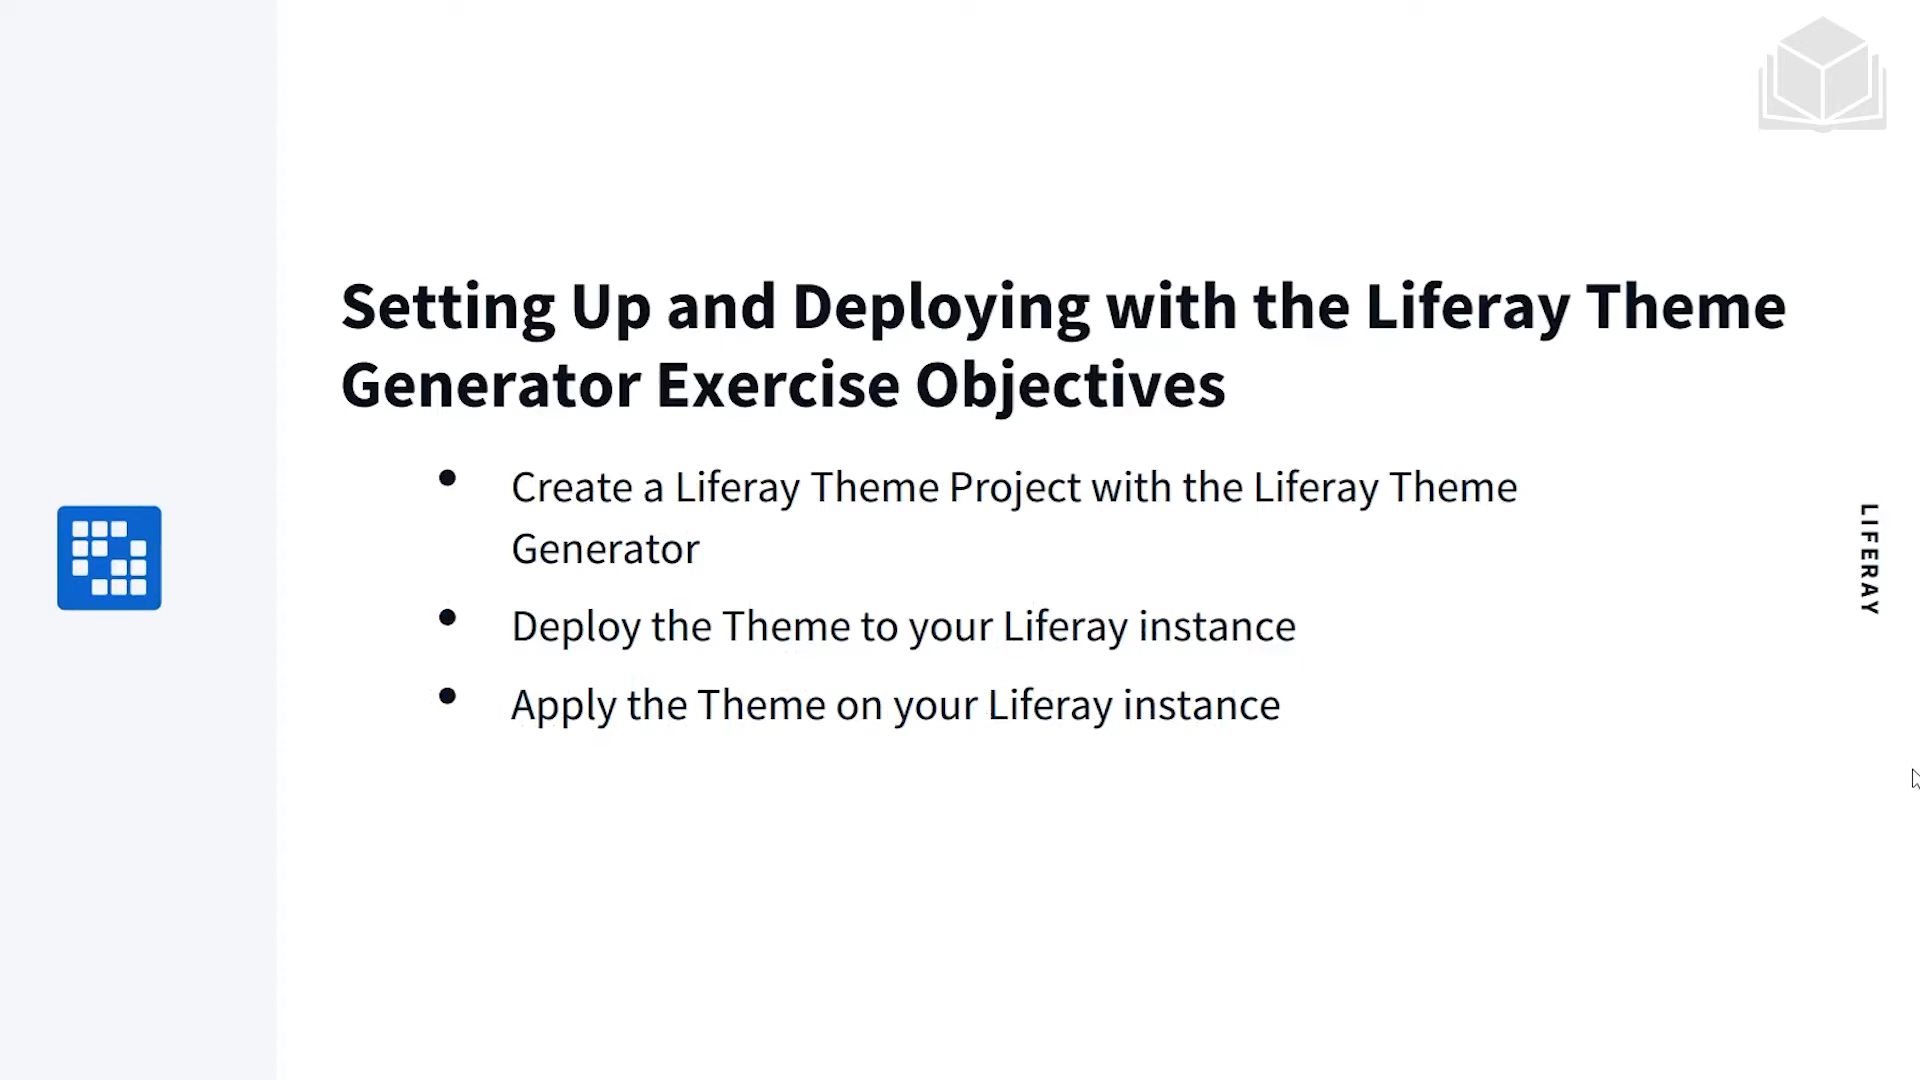 Setting Up and Deploying with the Liferay Theme
Generator Exercise Objectives
• Create a Liferay Theme Project with the Liferay Theme
Generator
• Deploy the Theme to your Liferay instance
• Apply the Theme on your Liferay instance
LIFERAY